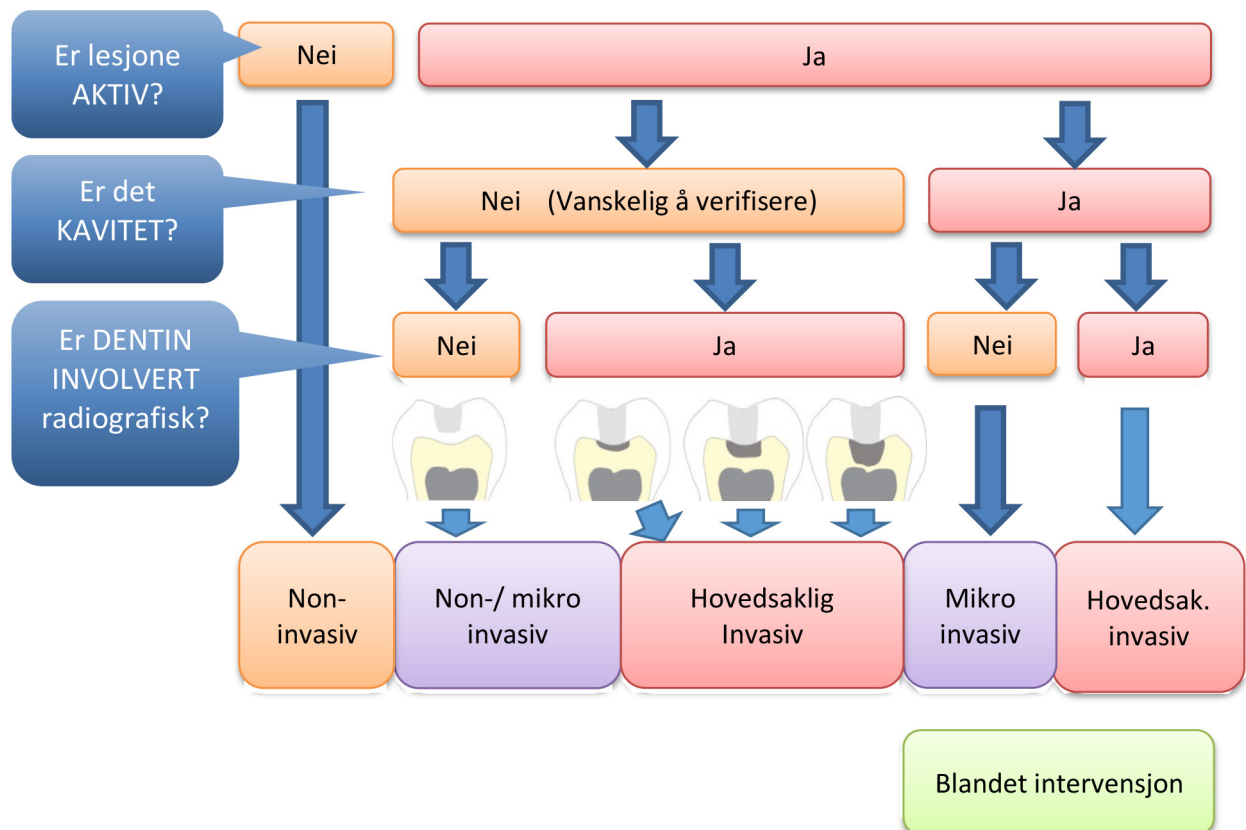 Er lesjone
AKTIV?
Nei
Ja
Er det
KAVITET?
Nei (Vanskelig å verifisere)
Ja
Er DENTIN
INVOLVERT
radiografisk?
Nei
Ja
Nei
Ja
Non-
invasiv
Non-/ mikro
invasiv
Hovedsaklig
Invasiv
Mikro
invasiv
Hovedsak.
invasiv
Blandet intervensjon